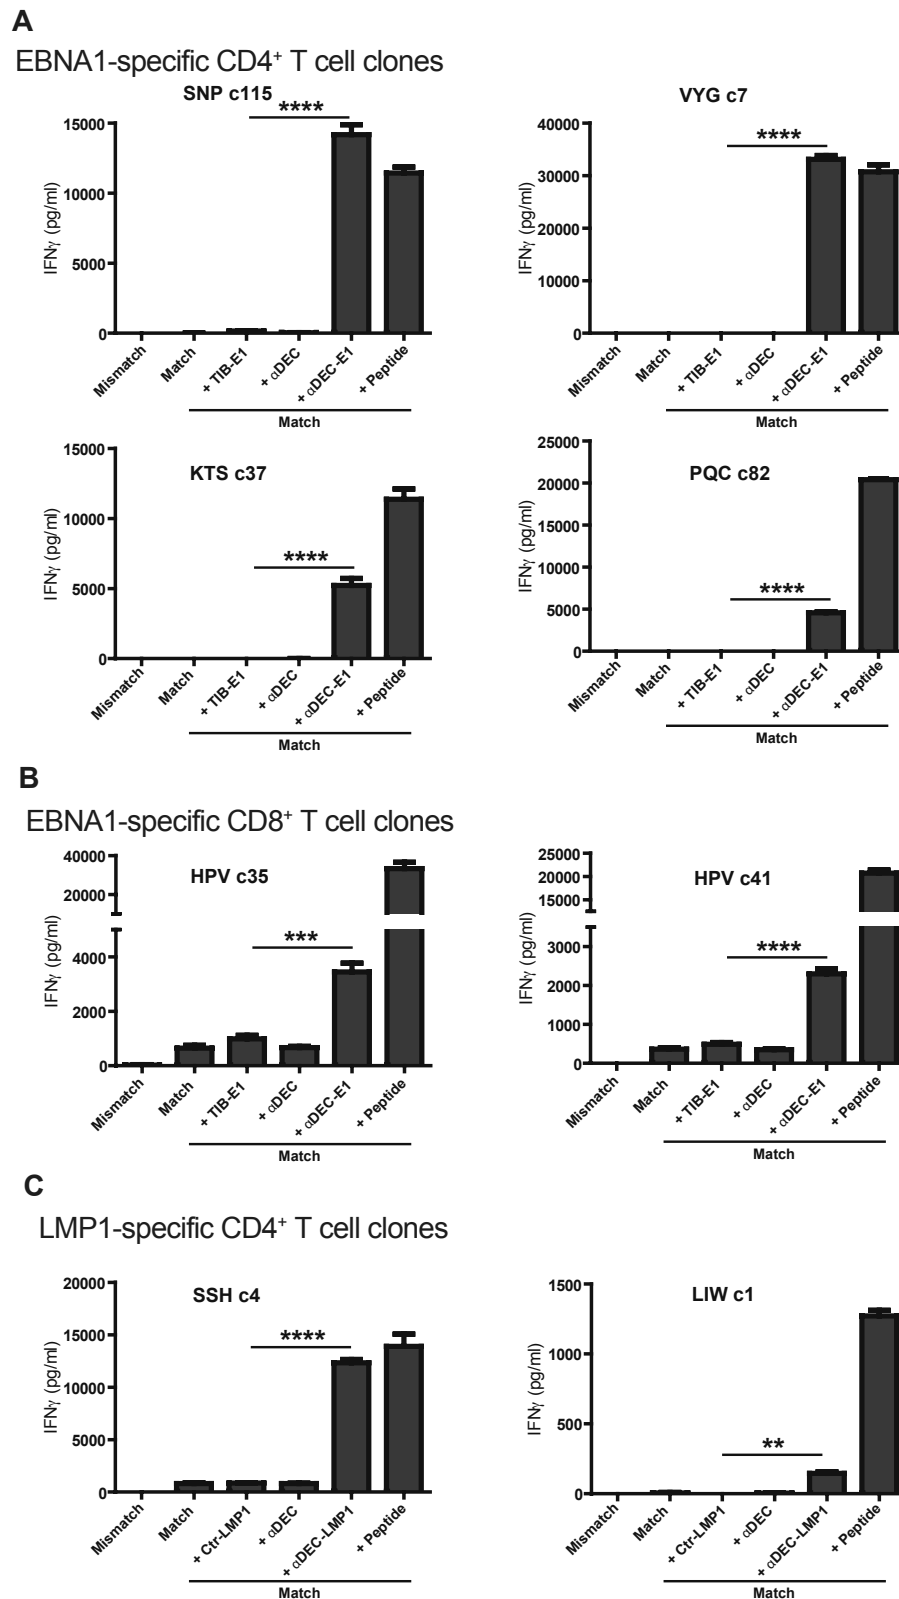 A
EBNA1-specific CD4⁺ T cell clones
SNP c115
****
IFNγ (pg/ml)
15000
10000
5000
0
Mismatch
Match
+ TIB-E1
+ αDEC
+ αDEC-E1
+ Peptide
Match
VYG c7
****
IFNγ (pg/ml)
40000
30000
20000
10000
0
Mismatch
Match
+ TIB-E1
+ αDEC
+ αDEC-E1
+ Peptide
Match
KTS c37
****
IFNγ (pg/ml)
15000
10000
5000
0
Mismatch
Match
+ TIB-E1
+ αDEC
+ αDEC-E1
+ Peptide
Match
PQC c82
****
IFNγ (pg/ml)
25000
20000
15000
10000
5000
0
Mismatch
Match
+ TIB-E1
+ αDEC
+ αDEC-E1
+ Peptide
Match
B
EBNA1-specific CD8⁺ T cell clones
HPV c35
***
IFNγ (pg/ml)
40000
20000
4000
2000
0
Mismatch
Match
+ TIB-E1
+ αDEC
+ αDEC-E1
+ Peptide
Match
HPV c41
****
IFNγ (pg/ml)
25000
20000
15000
3000
2000
1000
0
Mismatch
Match
+ TIB-E1
+ αDEC
+ αDEC-E1
+ Peptide
Match
C
LMP1-specific CD4⁺ T cell clones
SSH c4
****
IFNγ (pg/ml)
20000
15000
10000
5000
0
Mismatch
Match
+ Ctr-LMP1
+ αDEC
+ αDEC-LMP1
+ Peptide
Match
LIW c1
**
IFNγ (pg/ml)
1500
1000
500
0
Mismatch
Match
+ Ctr-LMP1
+ αDEC
+ αDEC-LMP1
+ Peptide
Match